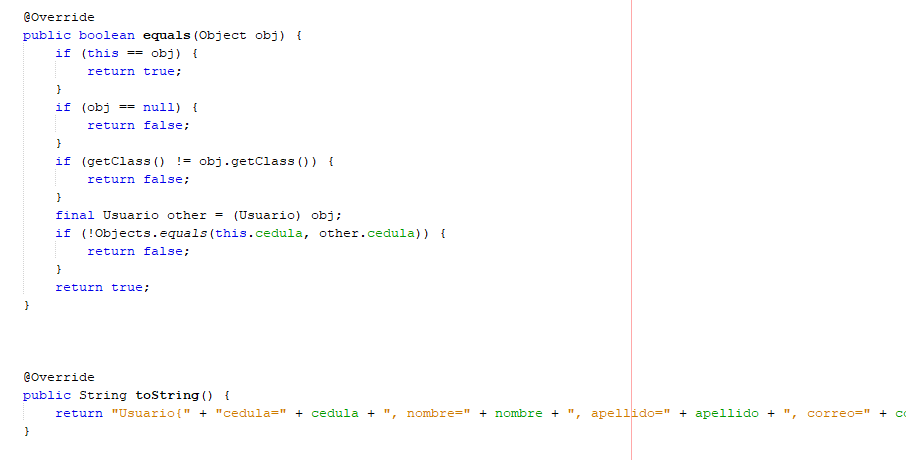 @Override
public boolean equals(Object obj) {
if (this == obj) {
return true;
}
if (obj == null) {
return false;
}
if (getClass() != obj.getClass()) {
return false;
}
final Usuario other = (Usuario) obj;
if (!Objects.equals(this.cedula, other.cedula)) {
return false;
}
return true;
}
@Override
public String toString() {
return "Usuario{" + "cedula=" + cedula + ", nombre=" + nombre + ", apellido=" + apellido + ", correo=" +
}